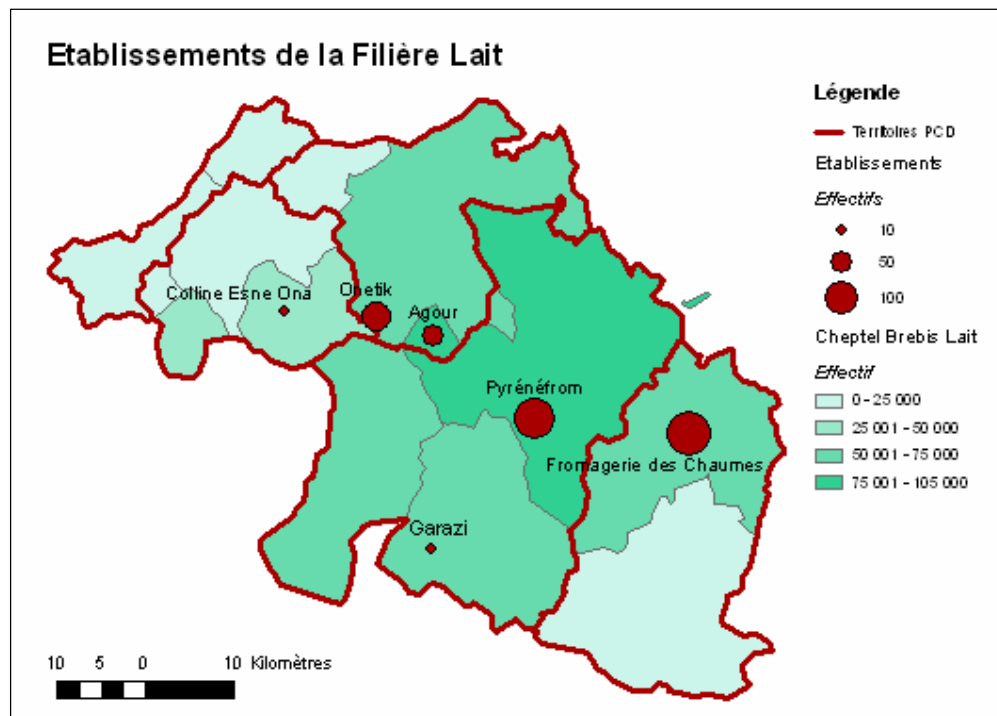 Etablissements de la Filière Lait
Légende
Territoires PCD
Etablissements
Effectifs
10
50
100
Cheptel Brebis Lait
Effectif
0 - 25 000
25 001 - 50 000
50 001 - 75 000
75 001 - 105 000
Colline Esne Ona
Onetik
Agour
Pyrénéfrom
Fromagerie des Chaumes
Garazi
10 5 0 10 Kilomètres